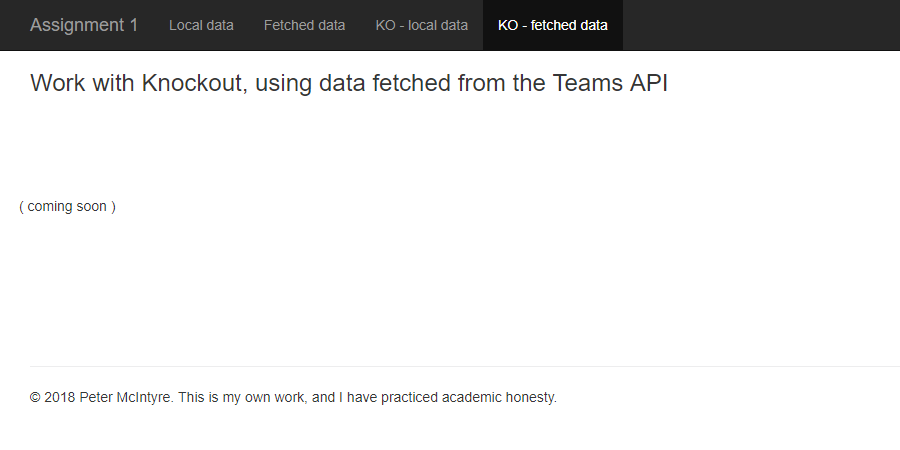 Assignment 1 Local data Fetched data KO - local data KO - fetched data
Work with Knockout, using data fetched from the Teams API
( coming soon )
© 2018 Peter McIntyre. This is my own work, and I have practiced academic honesty.